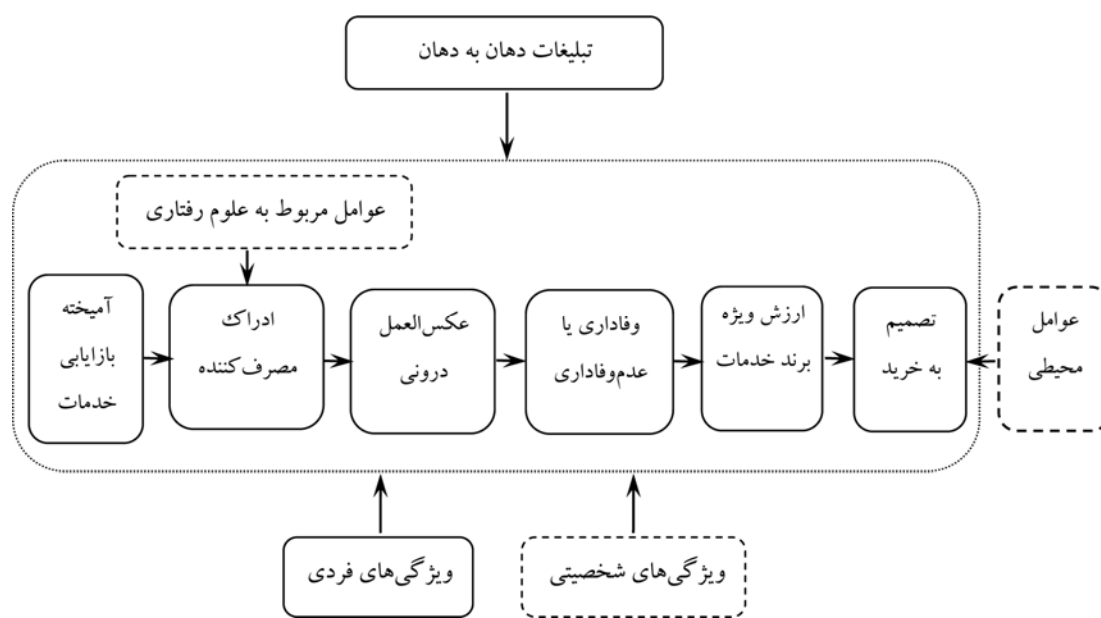 تبلیغات دهان به دهان
عوامل مربوط به علوم رفتاری
آمیخته
بازایابی
خدمات
ادراک
مصرف‌کننده
عکس‌العمل
درونی
وفاداری یا
عدم‌وفاداری
ارزش ویژه
برند خدمات
تصمیم
به خرید
عوامل
محیطی
ویژگی‌های فردی
ویژگی‌های شخصیتی